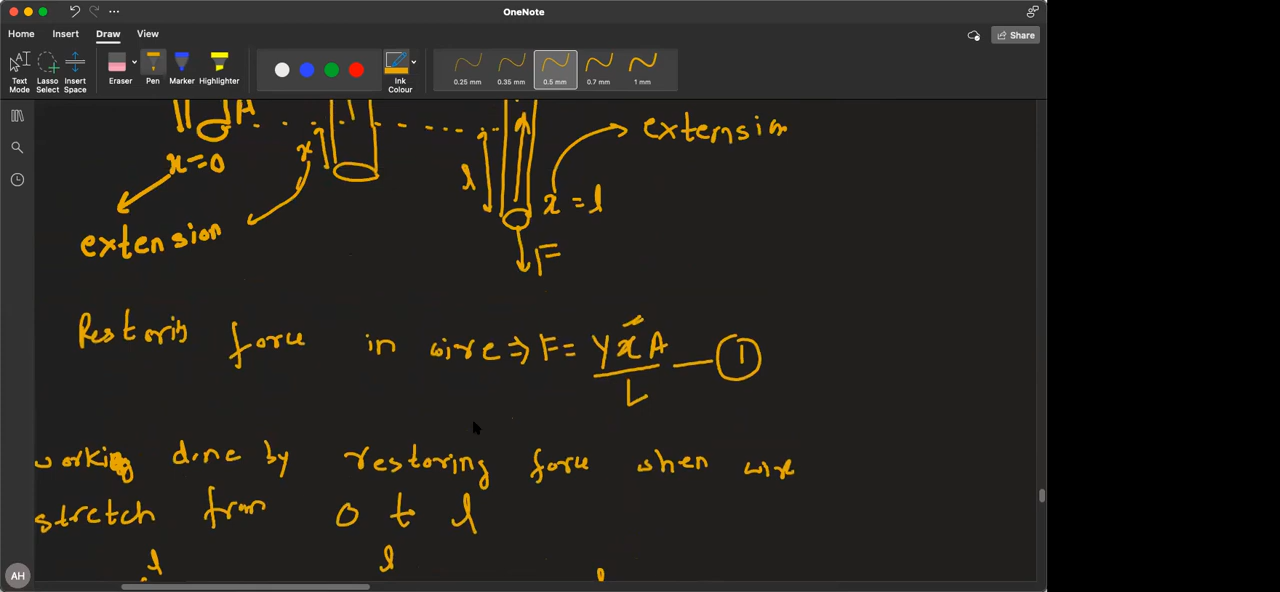 OneNote
Home Insert Draw View
Share
Text Mode
Lasso Select
Insert Space
Eraser
Pen
Marker
Highlighter
Ink Colour
0.25 mm
0.35 mm
0.5 mm
0.7 mm
1 mm
A
x
x=0
extension
l
extension
x = l
F
Restoring force in wire ⇒ F = YxA/L — ①
working done by restoring force when wire
stretch from 0 to l
l l l
AH